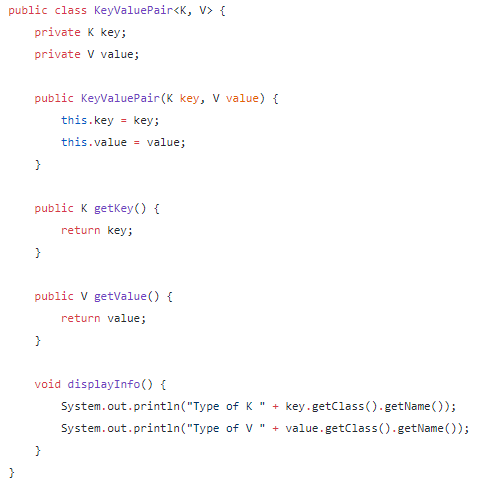 public class KeyValuePair<K, V> {
    private K key;
    private V value;

    public KeyValuePair(K key, V value) {
        this.key = key;
        this.value = value;
    }

    public K getKey() {
        return key;
    }

    public V getValue() {
        return value;
    }

    void displayInfo() {
        System.out.println("Type of K " + key.getClass().getName());
        System.out.println("Type of V " + value.getClass().getName());
    }
}